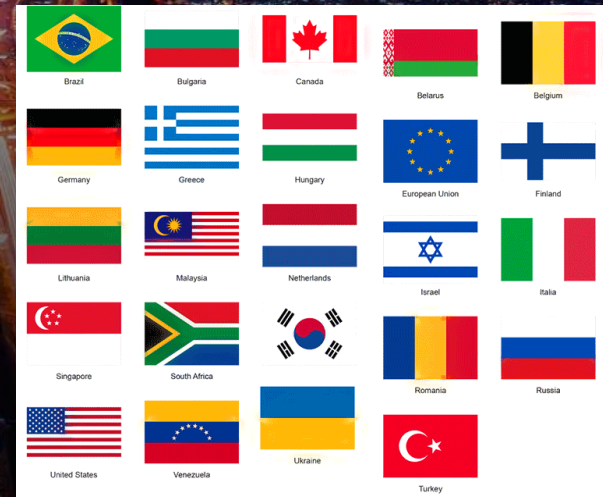 Brazil
Bulgaria
Canada
Belarus
Belgium
Germany
Greece
Hungary
European Union
Finland
Lithuania
Malaysia
Netherlands
Israel
Italia
Singapore
South Africa
Romania
Russia
United States
Venezuela
Ukraine
Turkey